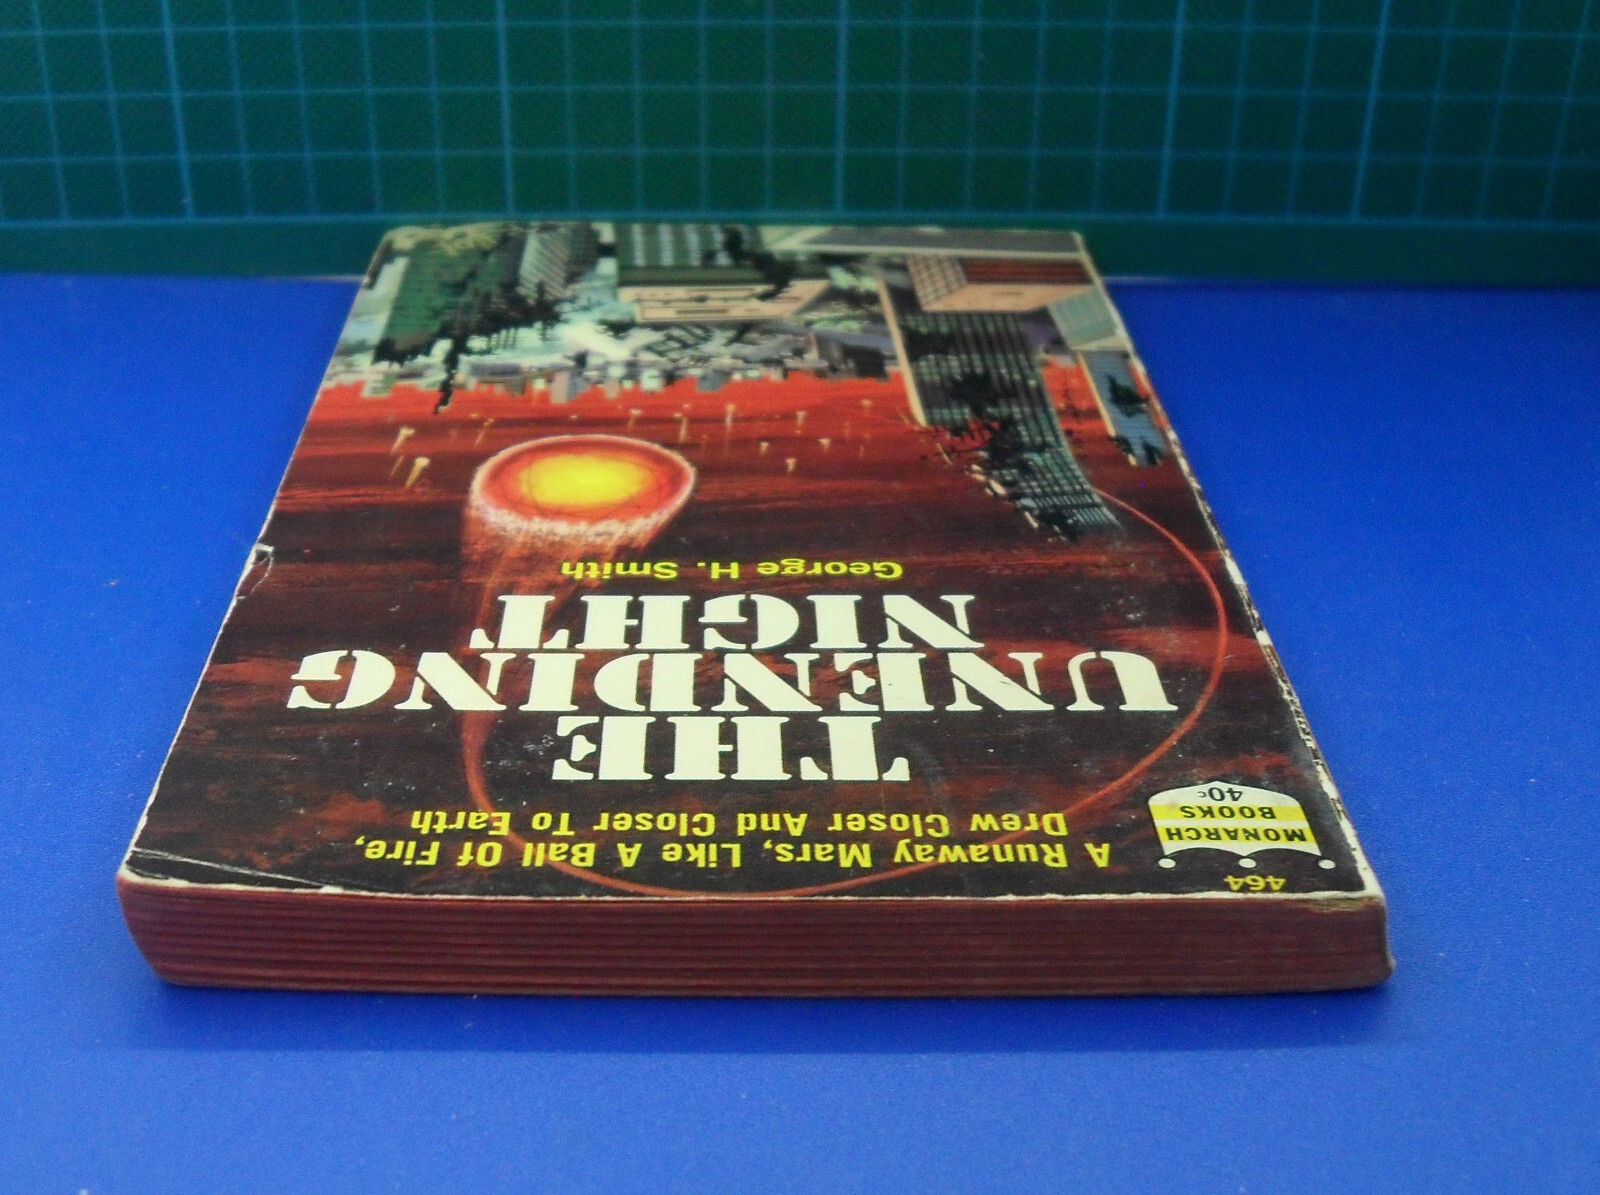 464
MONARCH
BOOKS
40c
A Runaway Mars, Like A Ball Of Fire,
Drew Closer And Closer To Earth
THE
UNENDING
NIGHT
George H. Smith